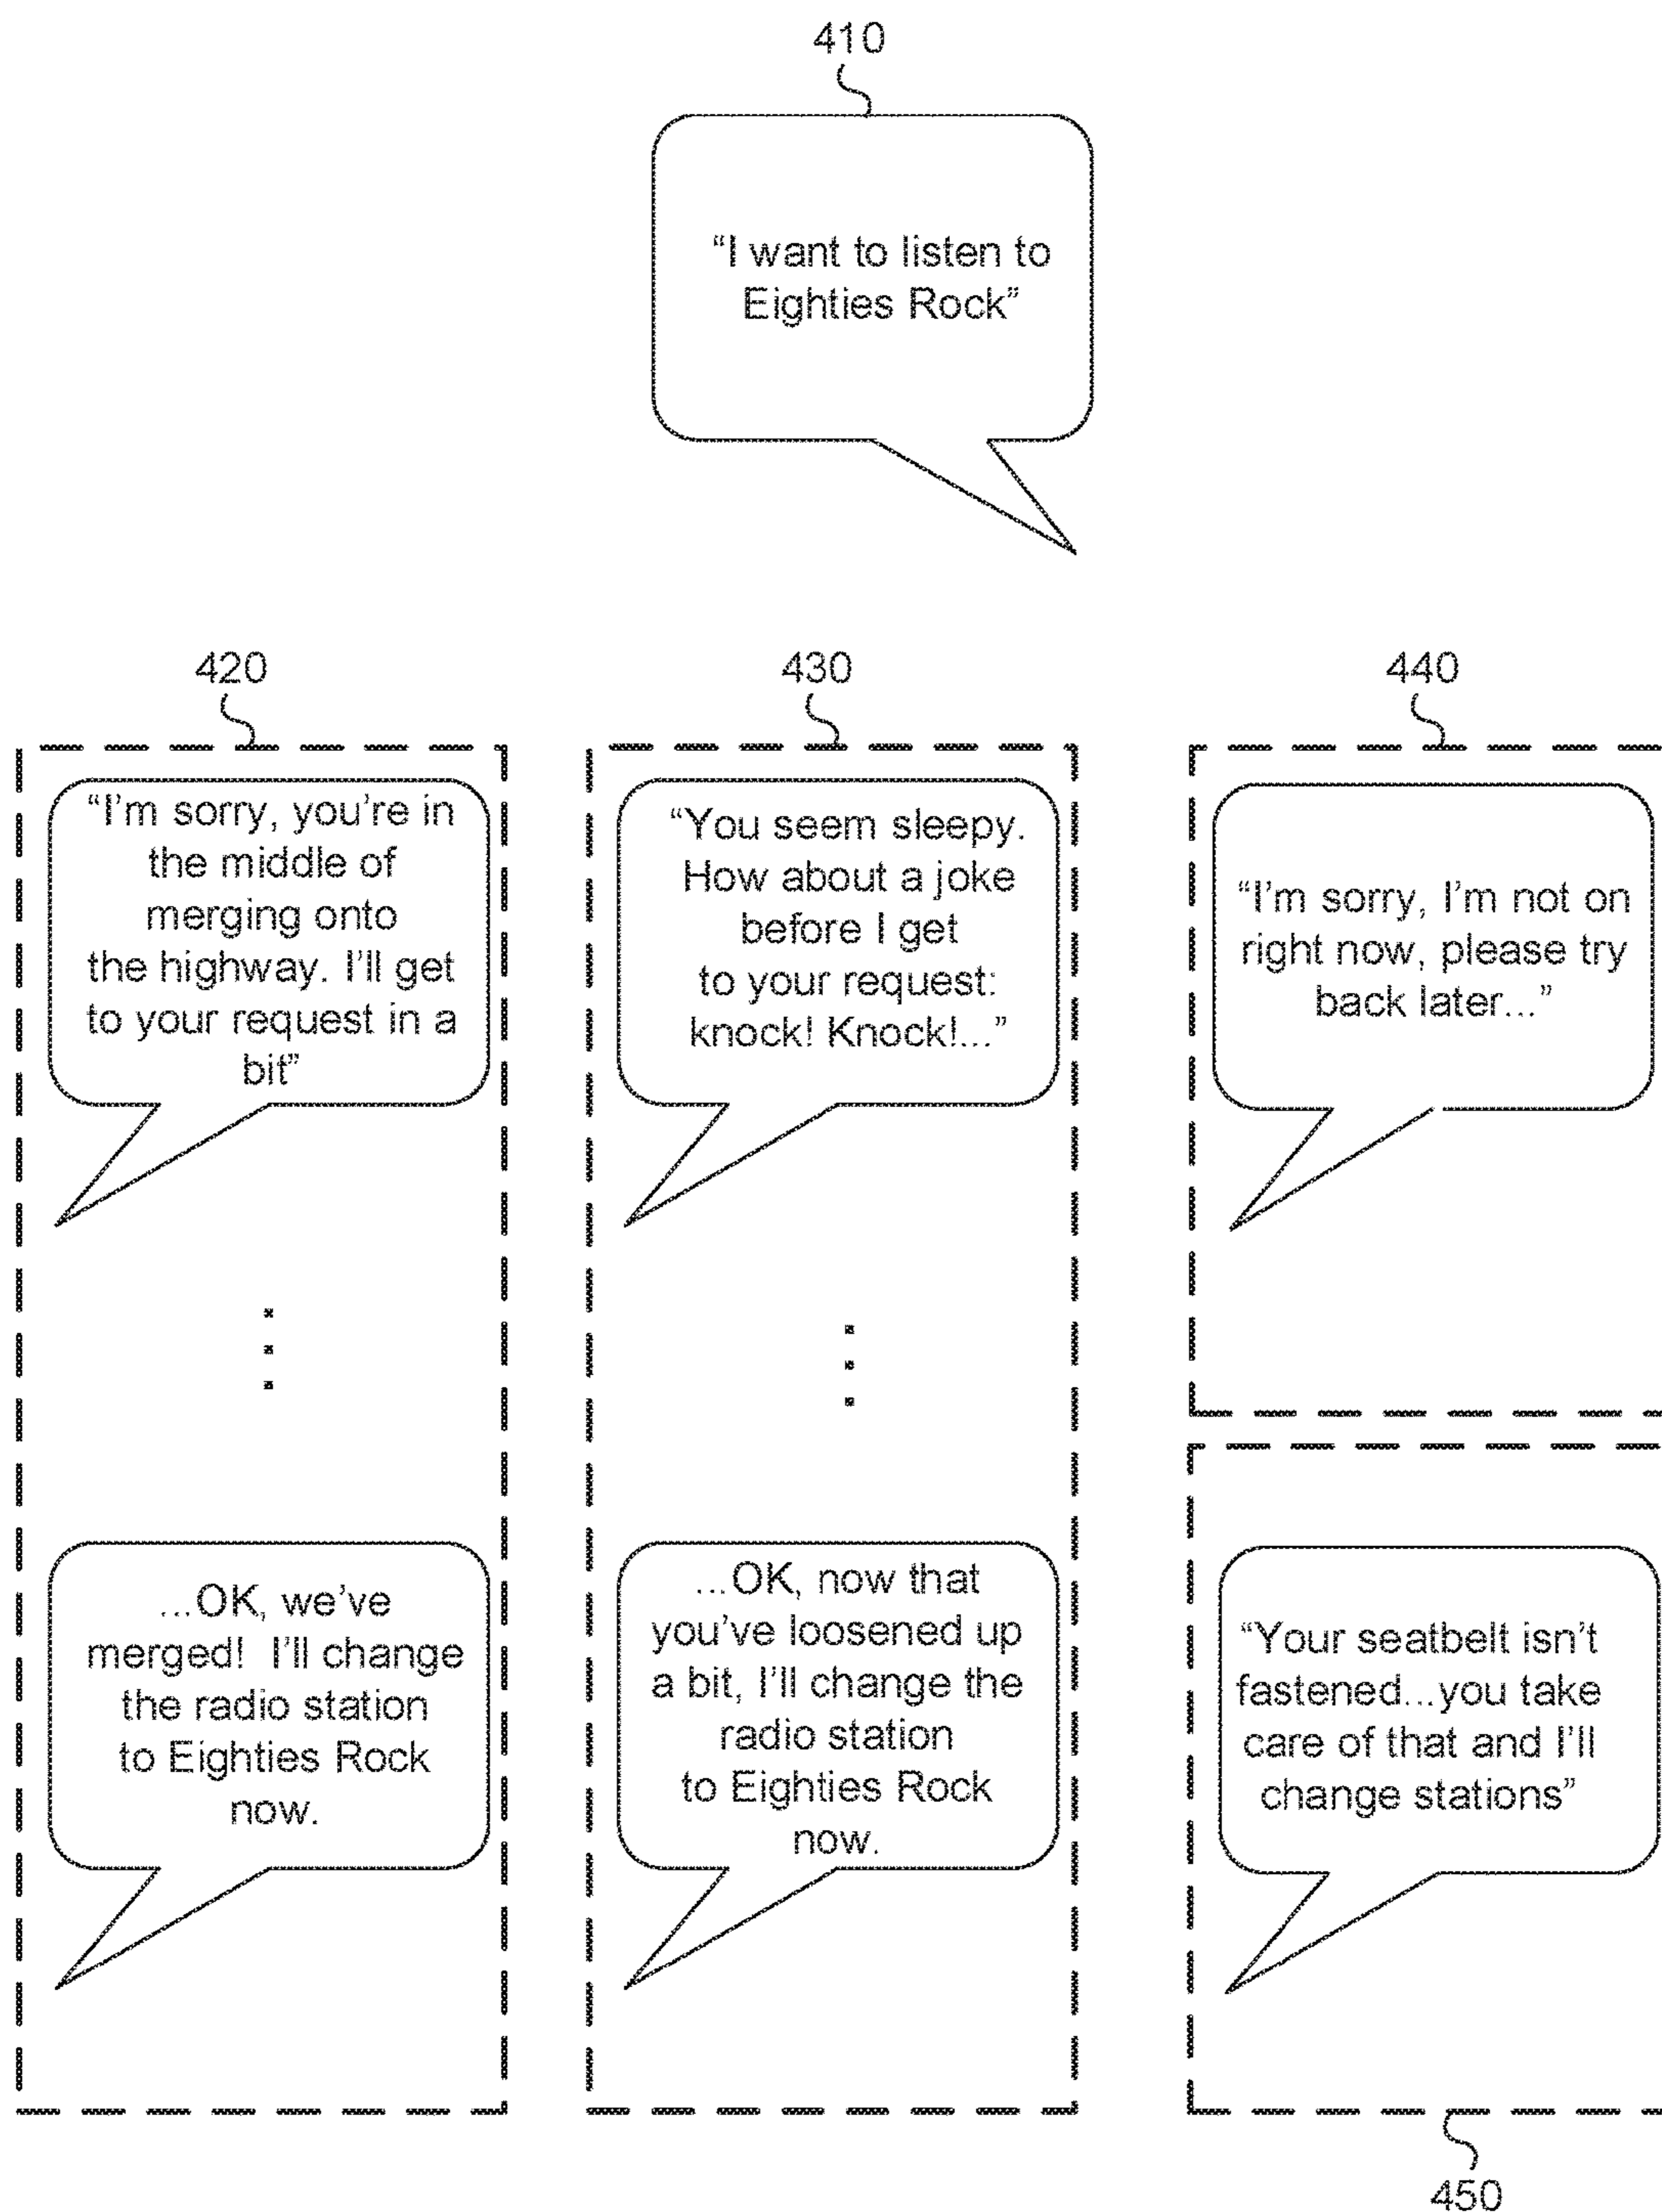 410
“I want to listen to
Eighties Rock”
420
“I’m sorry, you’re in
the middle of
merging onto
the highway. I’ll get
to your request in a
bit”
...OK, we’ve
merged! I’ll change
the radio station
to Eighties Rock
now.
430
“You seem sleepy.
How about a joke
before I get
to your request:
knock! Knock!...”
...OK, now that
you’ve loosened up
a bit, I’ll change the
radio station
to Eighties Rock
now.
440
“I’m sorry, I’m not on
right now, please try
back later...”
“Your seatbelt isn’t
fastened...you take
care of that and I’ll
change stations”
450